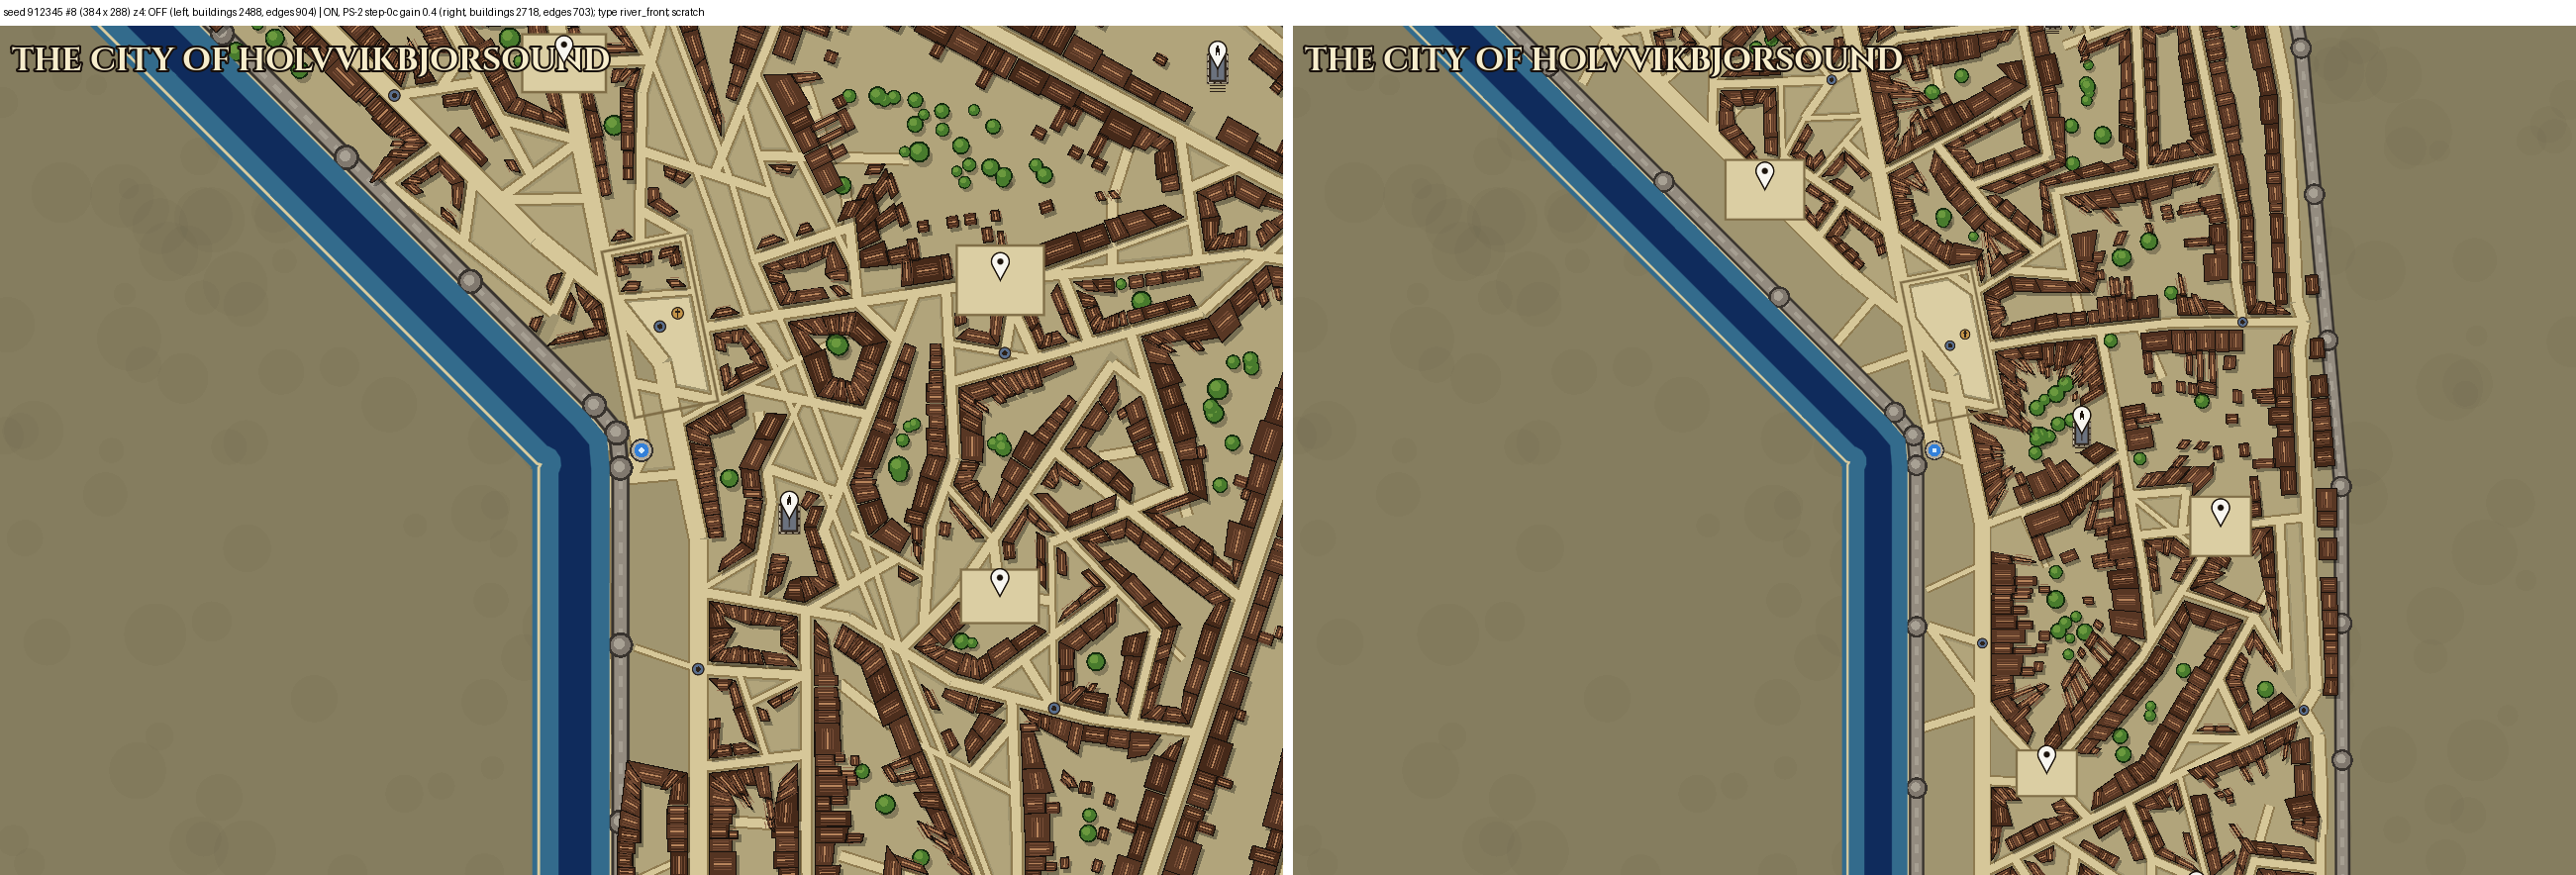 seed 912345 #8 (384 x 288) z4: OFF (left, buildings 2488, edges 904) | ON, PS-2 step-0c gain 0.4 (right, buildings 2718, edges 703); type river_front; scratch
THE CITY OF HOLVVIKBJORSOUND
THE CITY OF HOLVVIKBJORSOUND